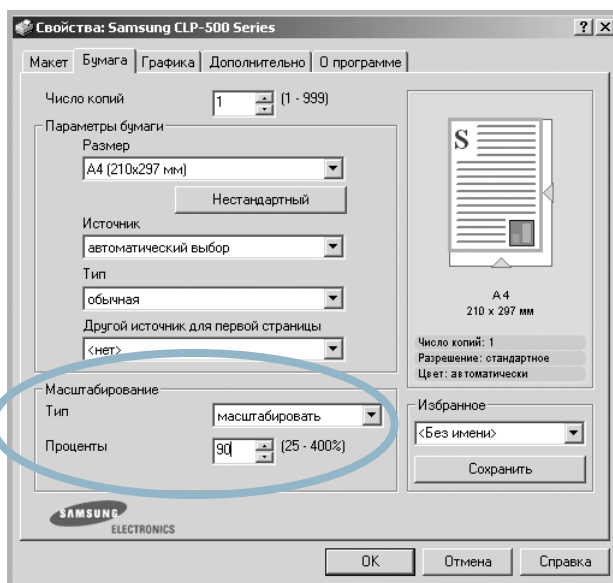 Свойства: Samsung CLP-500 Series
Макет Бумага Графика Дополнительно О программе
Число копий 1 (1 - 999)
Параметры бумаги
Размер
A4 (210x297 мм)
Нестандартный
Источник
автоматический выбор
Тип
обычная
Другой источник для первой страницы
<нет>
Масштабирование
Тип масштабировать
Проценты 90 (25 - 400%)
SAMSUNG
ELECTRONICS
S
A4
210 x 297 мм
Число копий: 1
Разрешение: стандартное
Цвет: автоматически
Избранное
<Без имени>
Сохранить
OK Отмена Справка